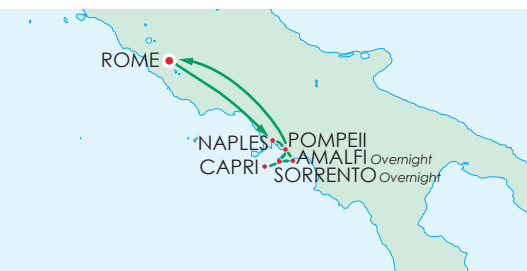 ROME
NAPLES
POMPEII
AMALFI Overnight
CAPRI
SORRENTO Overnight